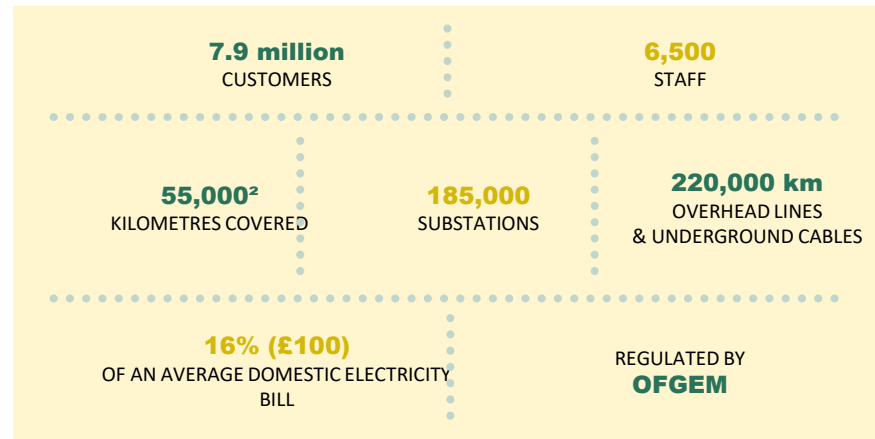 7.9 million
CUSTOMERS
6,500
STAFF
55,000²
KILOMETRES COVERED
185,000
SUBSTATIONS
220,000 km
OVERHEAD LINES
& UNDERGROUND CABLES
16% (£100)
OF AN AVERAGE DOMESTIC ELECTRICITY
BILL
REGULATED BY
OFGEM